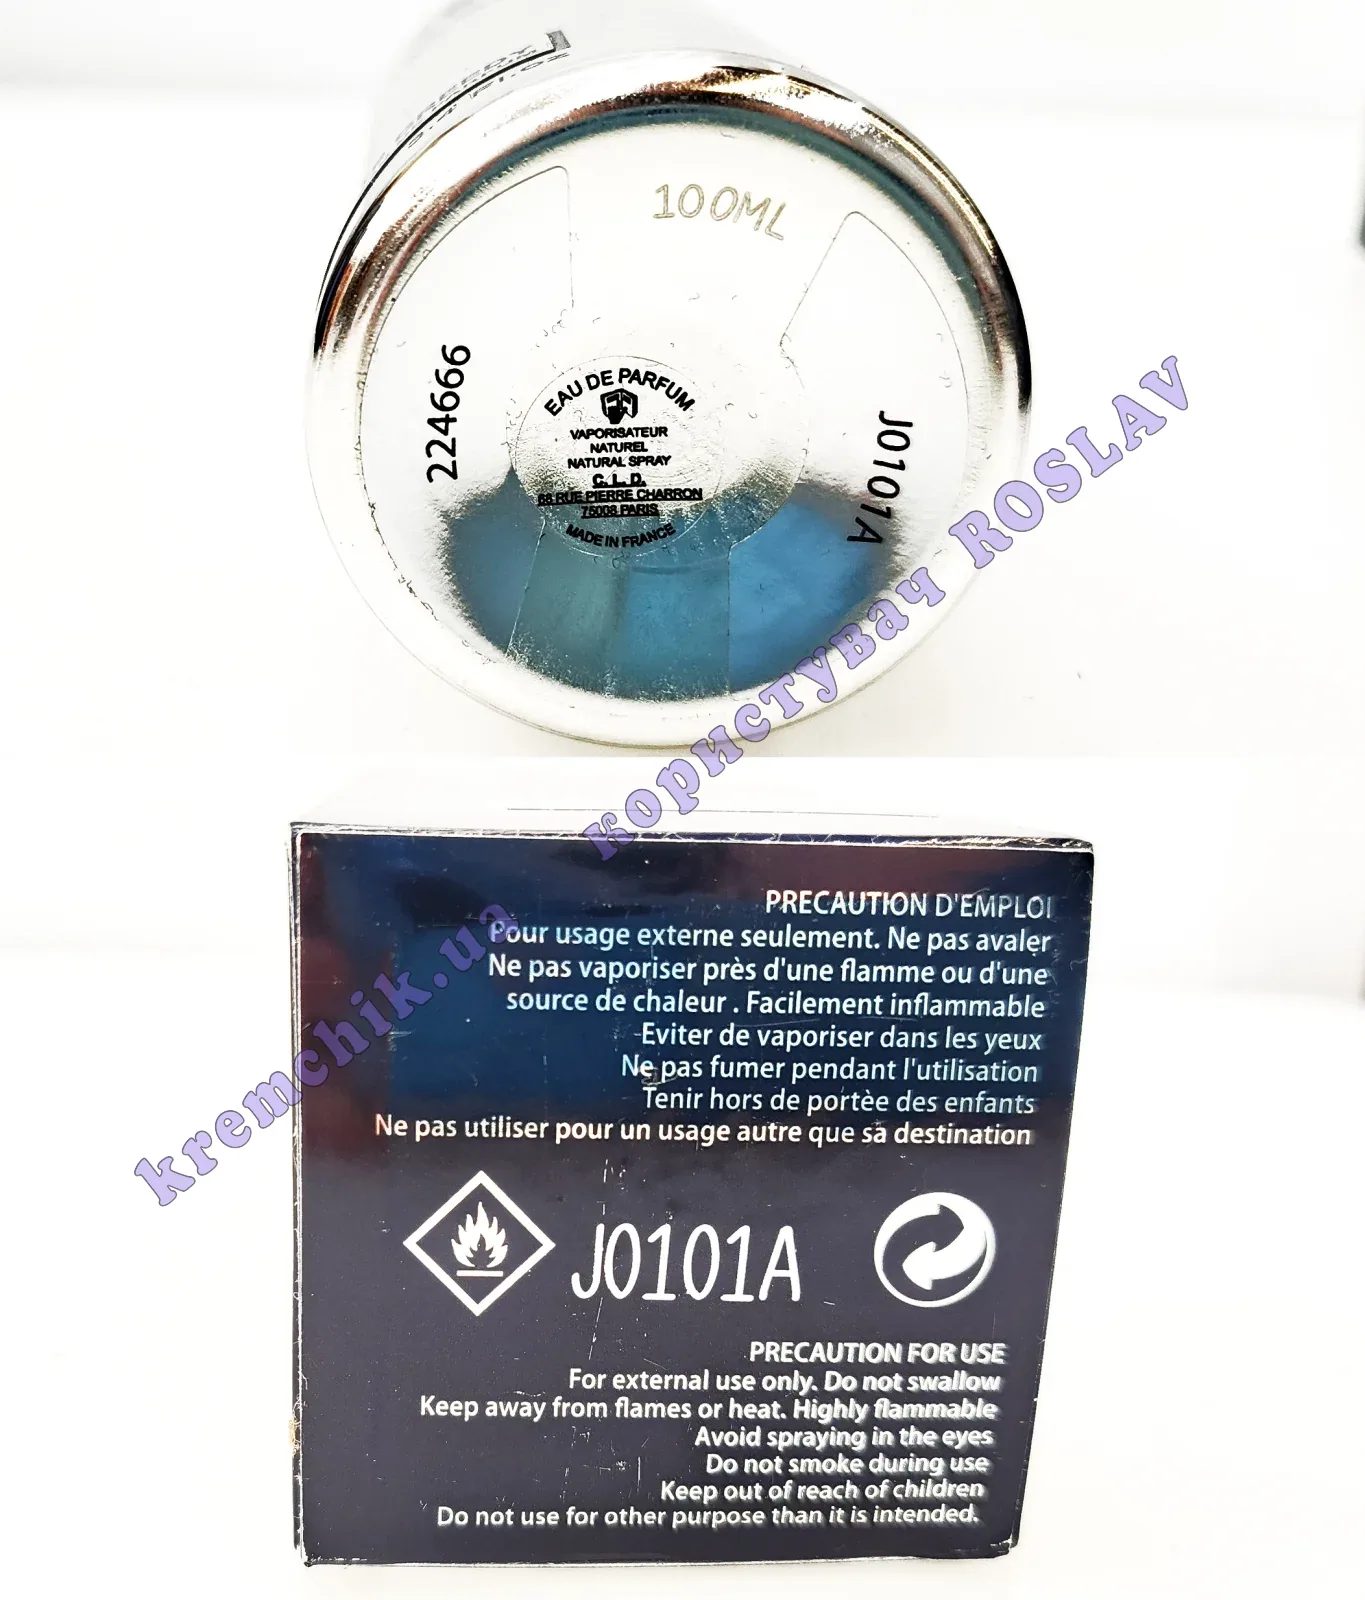 100ML
224666
J0101A
EAU DE PARFUM
VAPORISATEUR
NATUREL
NATURAL SPRAY
C. L. D.
68 RUE PIERRE CHARRON
75008 PARIS
MADE IN FRANCE
kremchik.ua користувач ROSLAV
PRECAUTION D'EMPLOI
Pour usage externe seulement. Ne pas avaler
Ne pas vaporiser près d'une flamme ou d'une
source de chaleur . Facilement inflammable
Eviter de vaporiser dans les yeux
Ne pas fumer pendant l'utilisation
Tenir hors de portèe des enfants
Ne pas utiliser pour un usage autre que sa destination
J0101A
PRECAUTION FOR USE
For external use only. Do not swallow
Keep away from flames or heat. Highly flammable
Avoid spraying in the eyes
Do not smoke during use
Keep out of reach of children
Do not use for other purpose than it is intended.